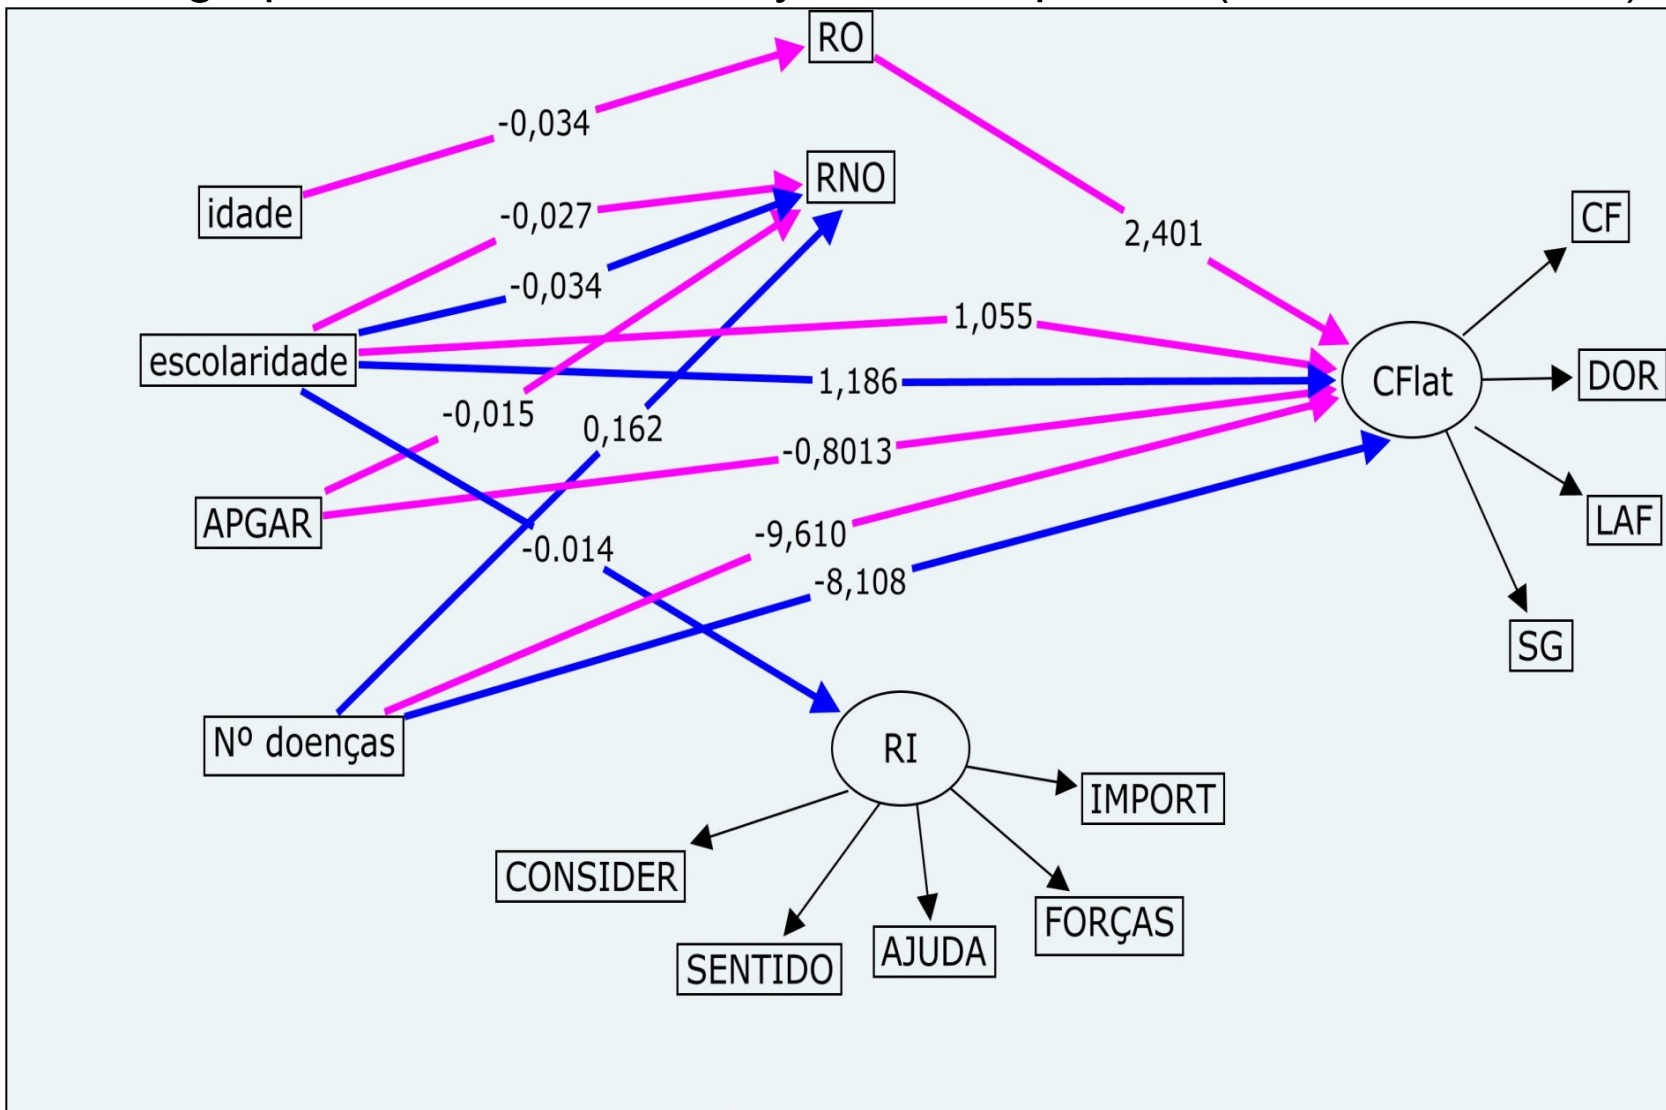 RO
-0,034
RNO
idade
-0,027
CF
2,401
-0,034
1,055
escolaridade
1,186
CFlat
DOR
-0,015
0,162
-0,8013
APGAR
-9,610
LAF
-0.014
-8,108
SG
Nº doenças
RI
IMPORT
CONSIDER
FORÇAS
SENTIDO
AJUDA